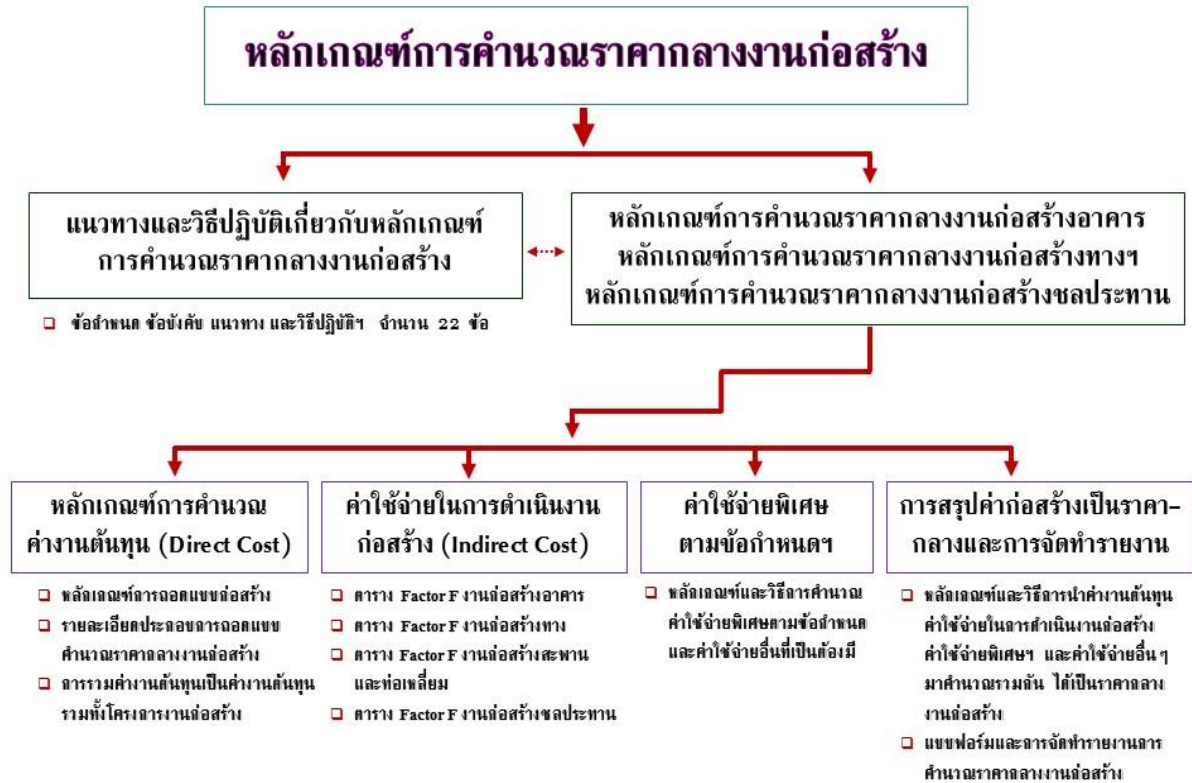 หลักเกณฑ์การคำนวณราคากลางงานก่อสร้าง
แนวทางและวิธีปฏิบัติเกี่ยวกับหลักเกณฑ์
การคำนวณราคากลางงานก่อสร้าง
ข้อกำหนด ข้อบังคับ แนวทาง และวิธีปฏิบัติฯ จำนวน 22 ข้อ
หลักเกณฑ์การคำนวณราคากลางงานก่อสร้างอาคาร
หลักเกณฑ์การคำนวณราคากลางงานก่อสร้างทางฯ
หลักเกณฑ์การคำนวณราคากลางงานก่อสร้างชลประทาน
หลักเกณฑ์การคำนวณ
ค่างานต้นทุน (Direct Cost)
หลักเกณฑ์การถอดแบบก่อสร้าง
รายละเอียดประกอบการถอดแบบ
คำนวณราคากลางงานก่อสร้าง
การรวมค่างานต้นทุนเป็นค่างานต้นทุน
รวมทั้งโครงการงานก่อสร้าง
ค่าใช้จ่ายในการดำเนินงาน
ก่อสร้าง (Indirect Cost)
ตาราง Factor F งานก่อสร้างอาคาร
ตาราง Factor F งานก่อสร้างทาง
ตาราง Factor F งานก่อสร้างสะพาน
และท่อเหลี่ยม
ตาราง Factor F งานก่อสร้างชลประทาน
ค่าใช้จ่ายพิเศษ
ตามข้อกำหนดฯ
หลักเกณฑ์และวิธีการคำนวณ
ค่าใช้จ่ายพิเศษตามข้อกำหนด
และค่าใช้จ่ายอื่นที่เป็นต้องมี
การสรุปค่าก่อสร้างเป็นราคา-
กลางและการจัดทำรายงาน
หลักเกณฑ์และวิธีการนำค่างานต้นทุน
ค่าใช้จ่ายในการดำเนินงานก่อสร้าง
ค่าใช้จ่ายพิเศษฯ และค่าใช้จ่ายอื่น ๆ
มาคำนวณรวมกัน ได้เป็นราคากลาง
งานก่อสร้าง
แบบฟอร์มและการจัดทำรายงานการ
คำนวณราคากลางงานก่อสร้าง